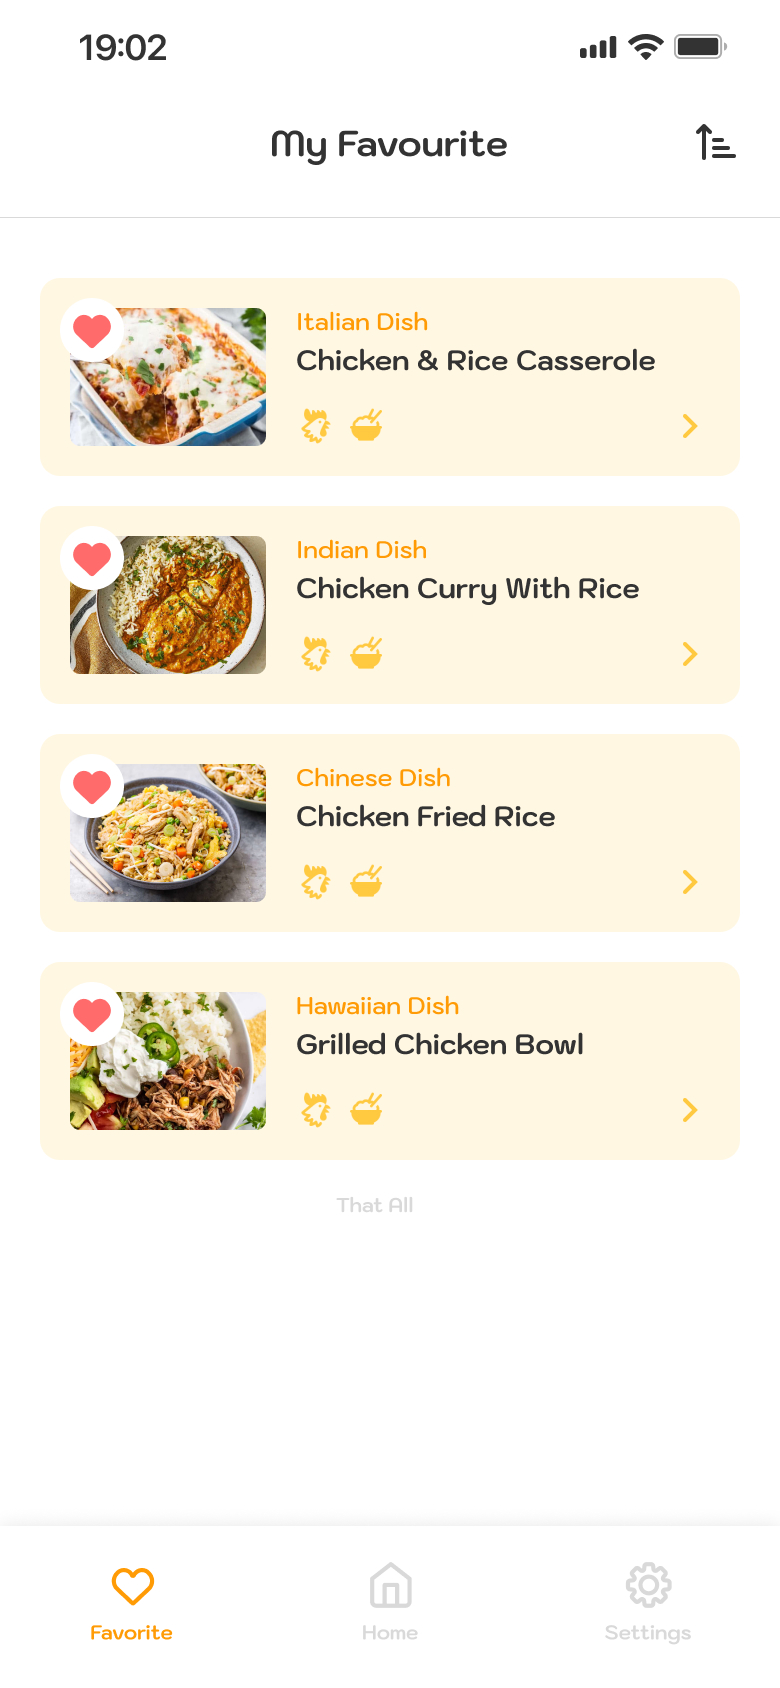 19:02
My Favourite
Italian Dish
Chicken & Rice Casserole
Indian Dish
Chicken Curry With Rice
Chinese Dish
Chicken Fried Rice
Hawaiian Dish
Grilled Chicken Bowl
That All
Favorite
Home
Settings